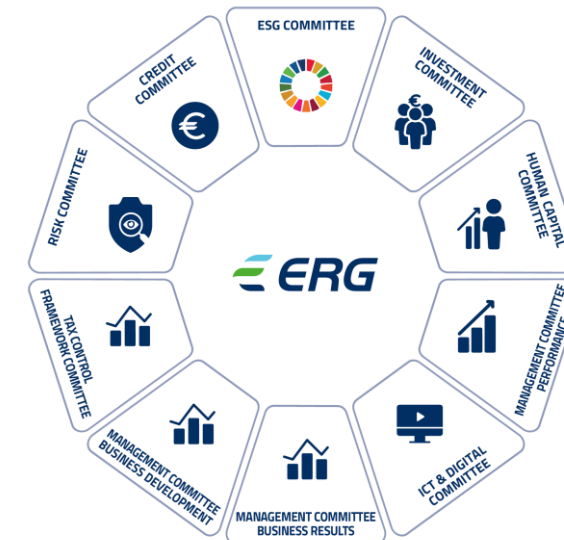 ESG COMMITTEE
INVESTMENT
COMMITTEE
€
HUMAN CAPITAL
COMMITTEE
MANAGEMENT COMMITTEE
PERFORMANCE
ICT & DIGITAL
COMMITTEE
MANAGEMENT COMMITTEE
BUSINESS RESULTS
MANAGEMENT COMMITTEE
BUSINESS DEVELOPMENT
TAX CONTROL
FRAMEWORK COMMITTEE
RISK COMMITTEE
CREDIT
COMMITTEE
€
ERG